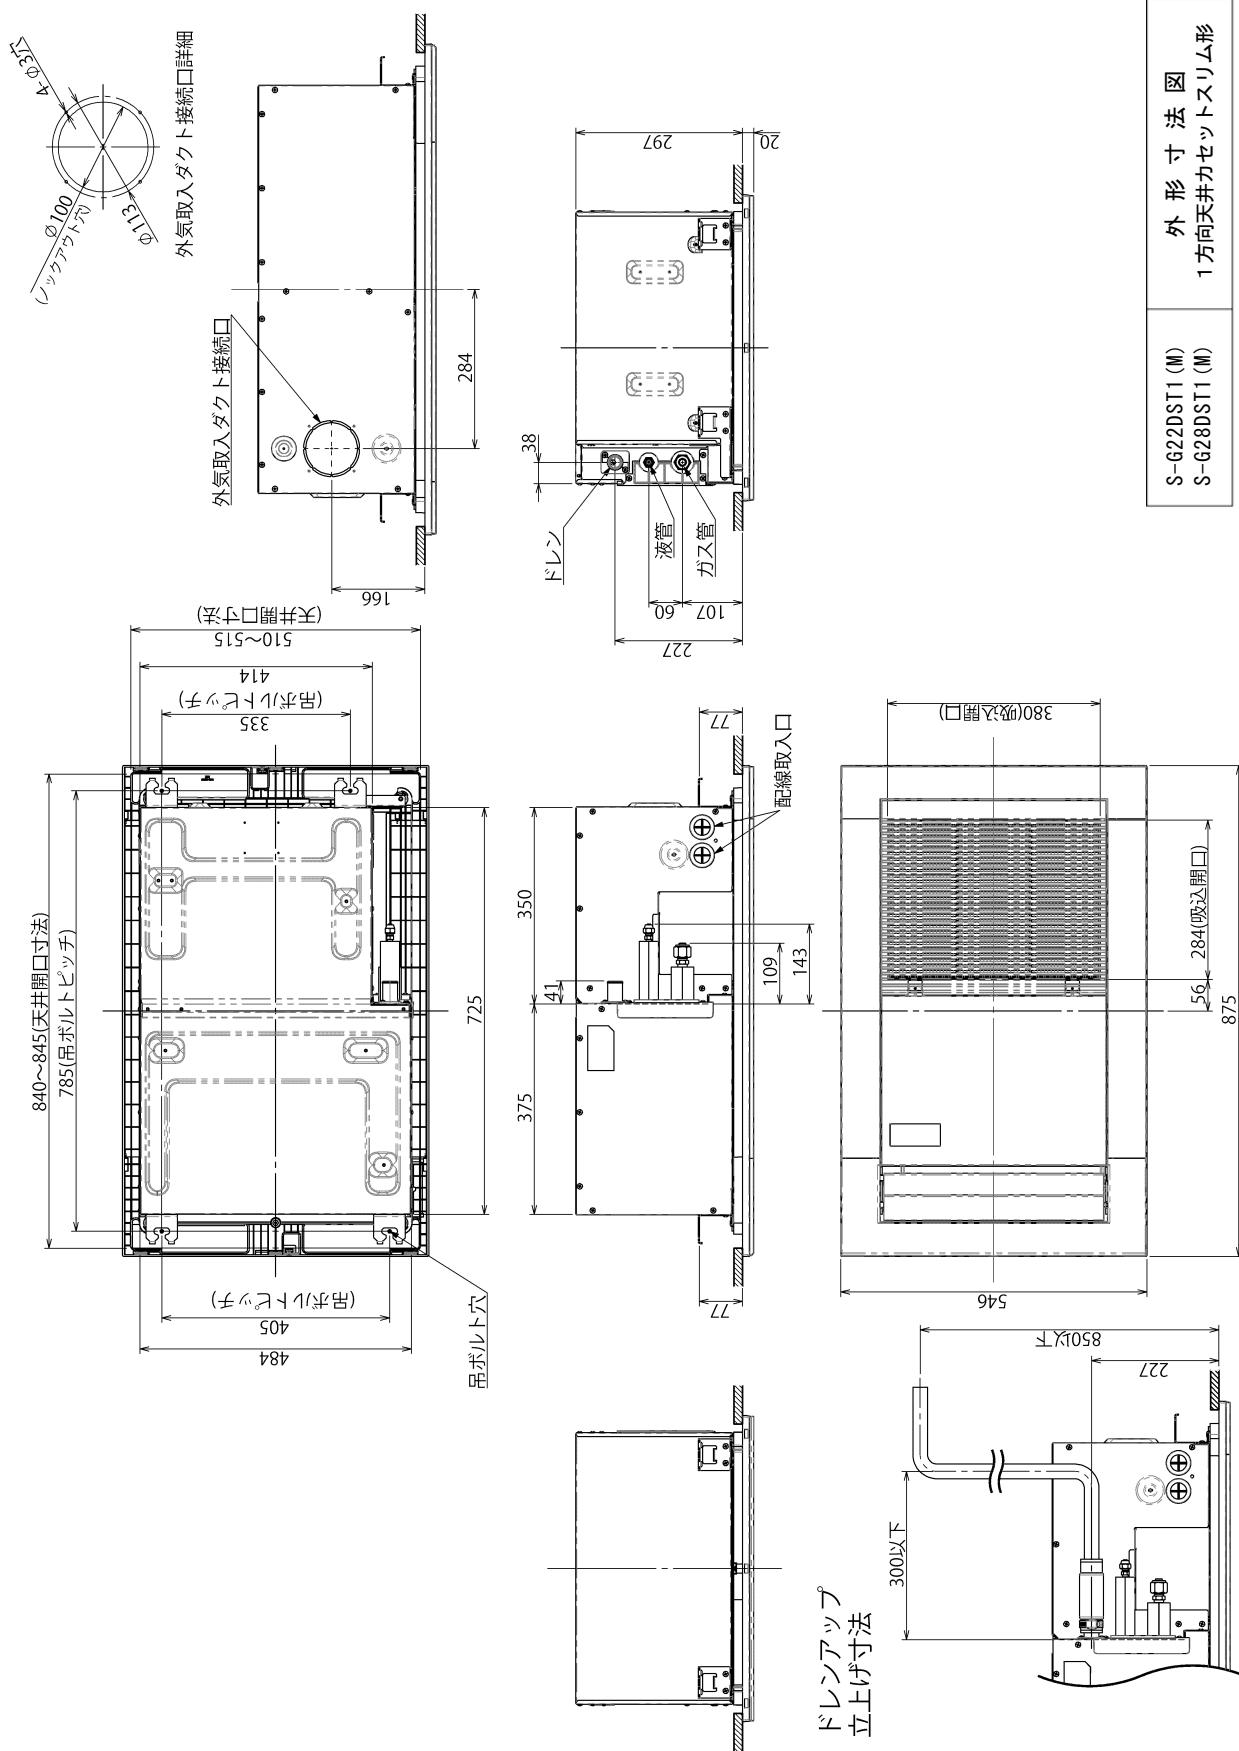 4-Φ3穴
Φ100
(ノックアウト穴)
Φ113
外気取入ダクト接続口詳細
外気取入ダクト接続口
284
166
297
20
38
ドレン
液管
ガス管
60
107
227
外形寸法図
1方向天井カセットスリム形
S-G22DST1(M)
S-G28DST1(M)
840～845(天井開口寸法)
785(吊ボルトピッチ)
510～515
(天井開口寸法)
414
335
(吊ボルトピッチ)
725
405
(吊ボルトピッチ)
484
吊ボルト穴
350
375
41
109
143
77
77
配線取入口
380(吸込開口)
284(吸込開口)
56
875
546
ドレンアップ
立上げ寸法
300以下
850以下
227